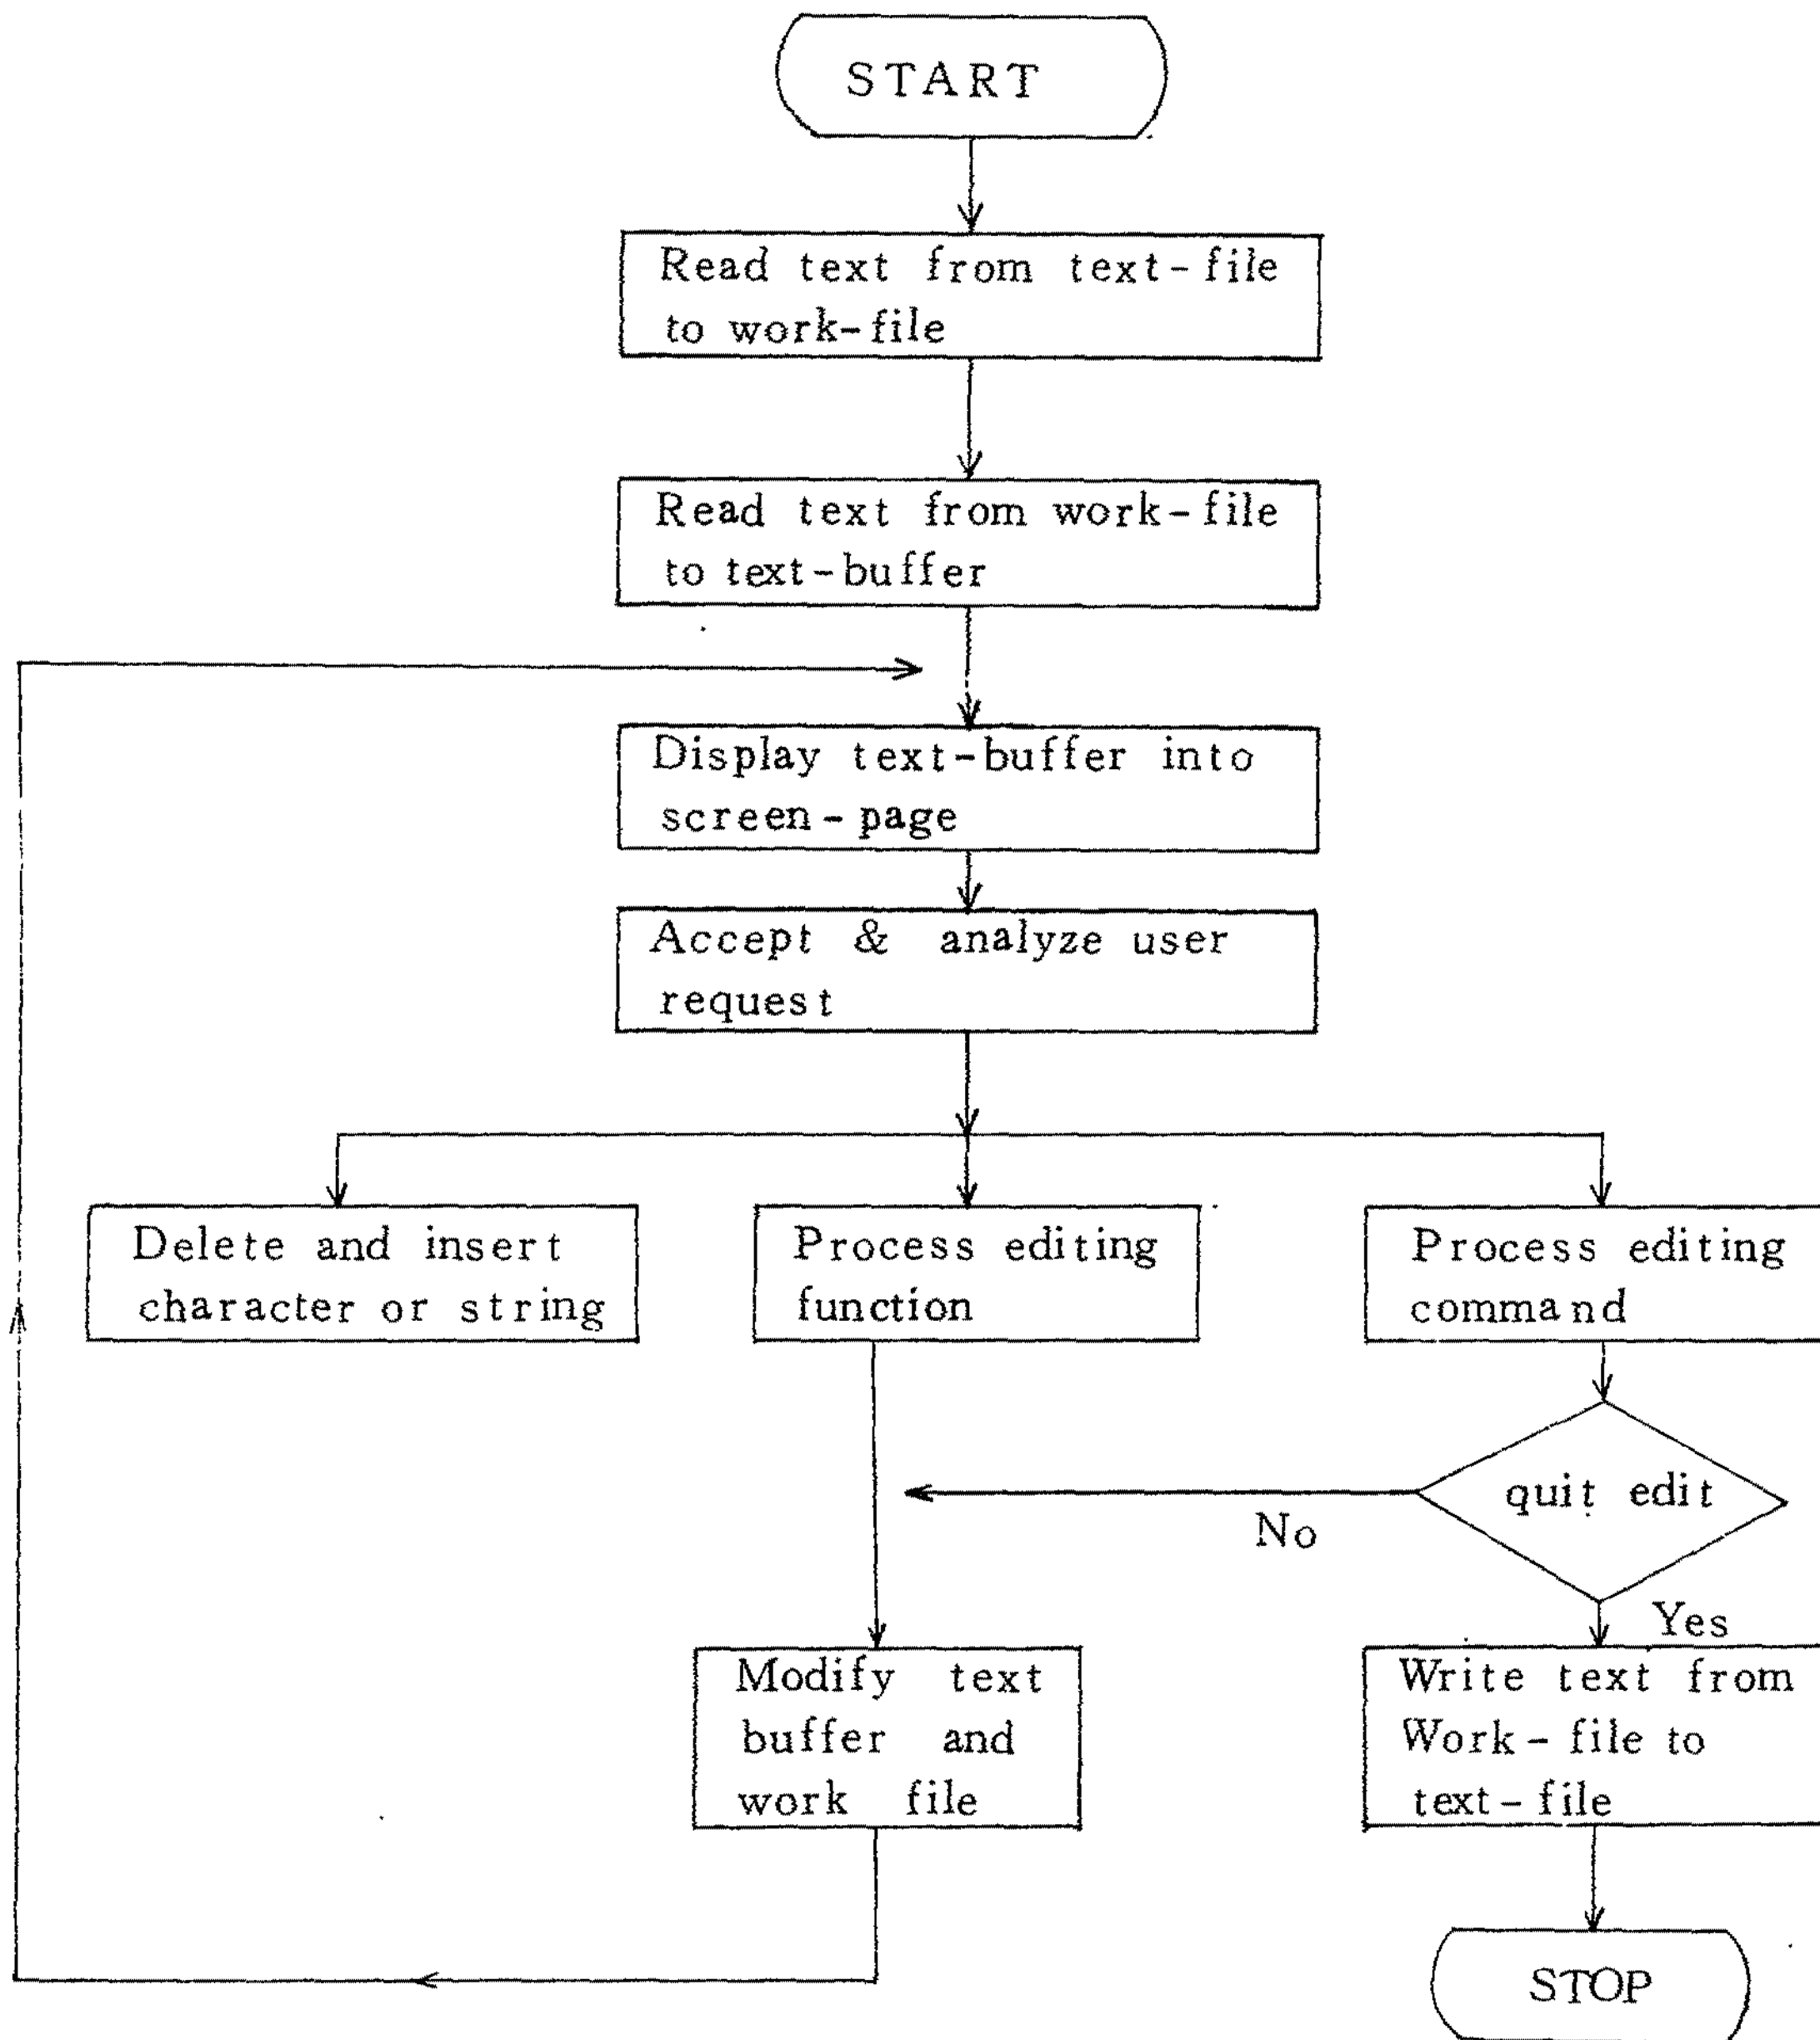 START
Read text from text-file
to work-file
Read text from work-file
to text-buffer
Display text-buffer into
screen-page
Accept & analyze user
request
Delete and insert
character or string
Process editing
function
Process editing
command
quit edit
No
Yes
Modify text
buffer and
work file
Write text from
Work-file to
text-file
STOP